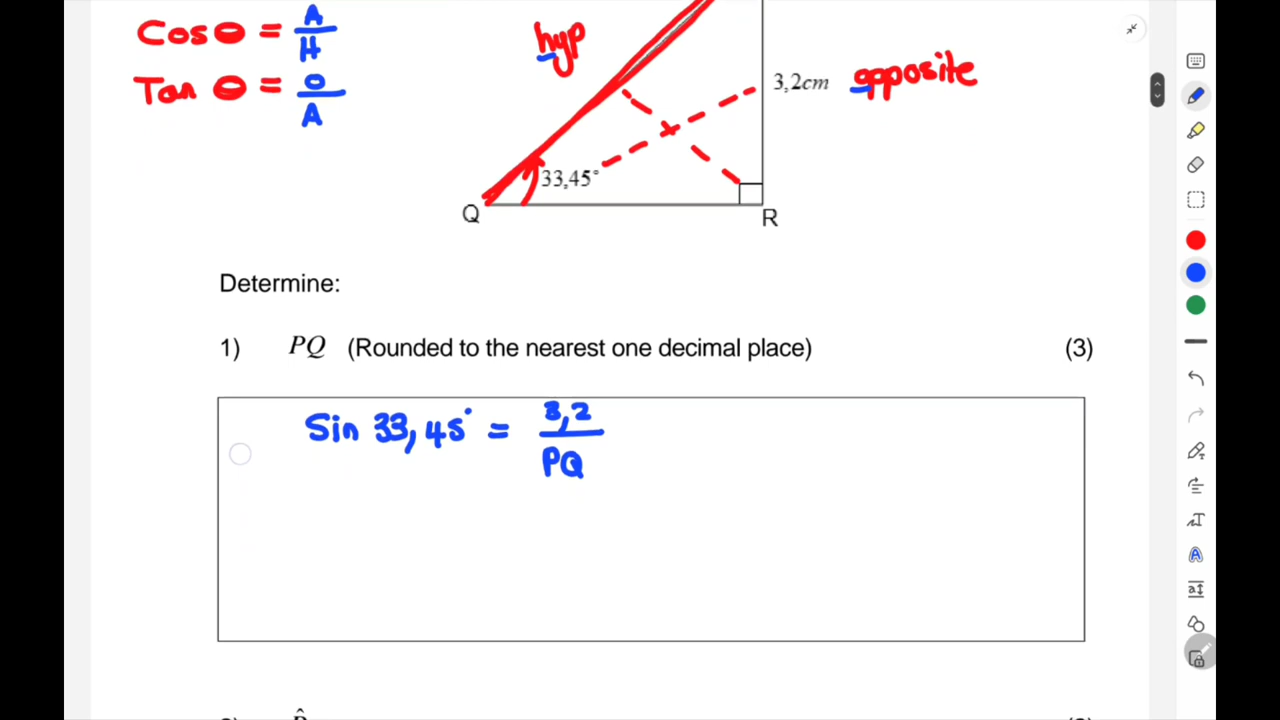 Cos θ = A/H
hyp
Tan θ = O/A
3,2cm opposite
33,45°
Q
R
Determine:
1) PQ (Rounded to the nearest one decimal place) (3)
Sin 33,45° = 3,2/PQ